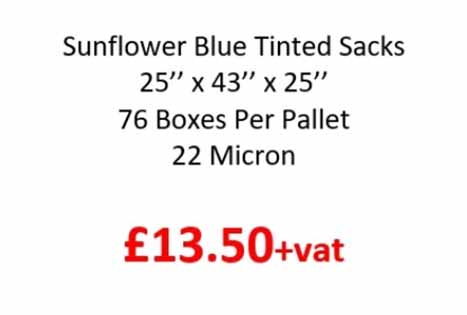 Sunflower Blue Tinted Sacks
25’’ x 43’’ x 25’’
76 Boxes Per Pallet
22 Micron
£13.50+vat